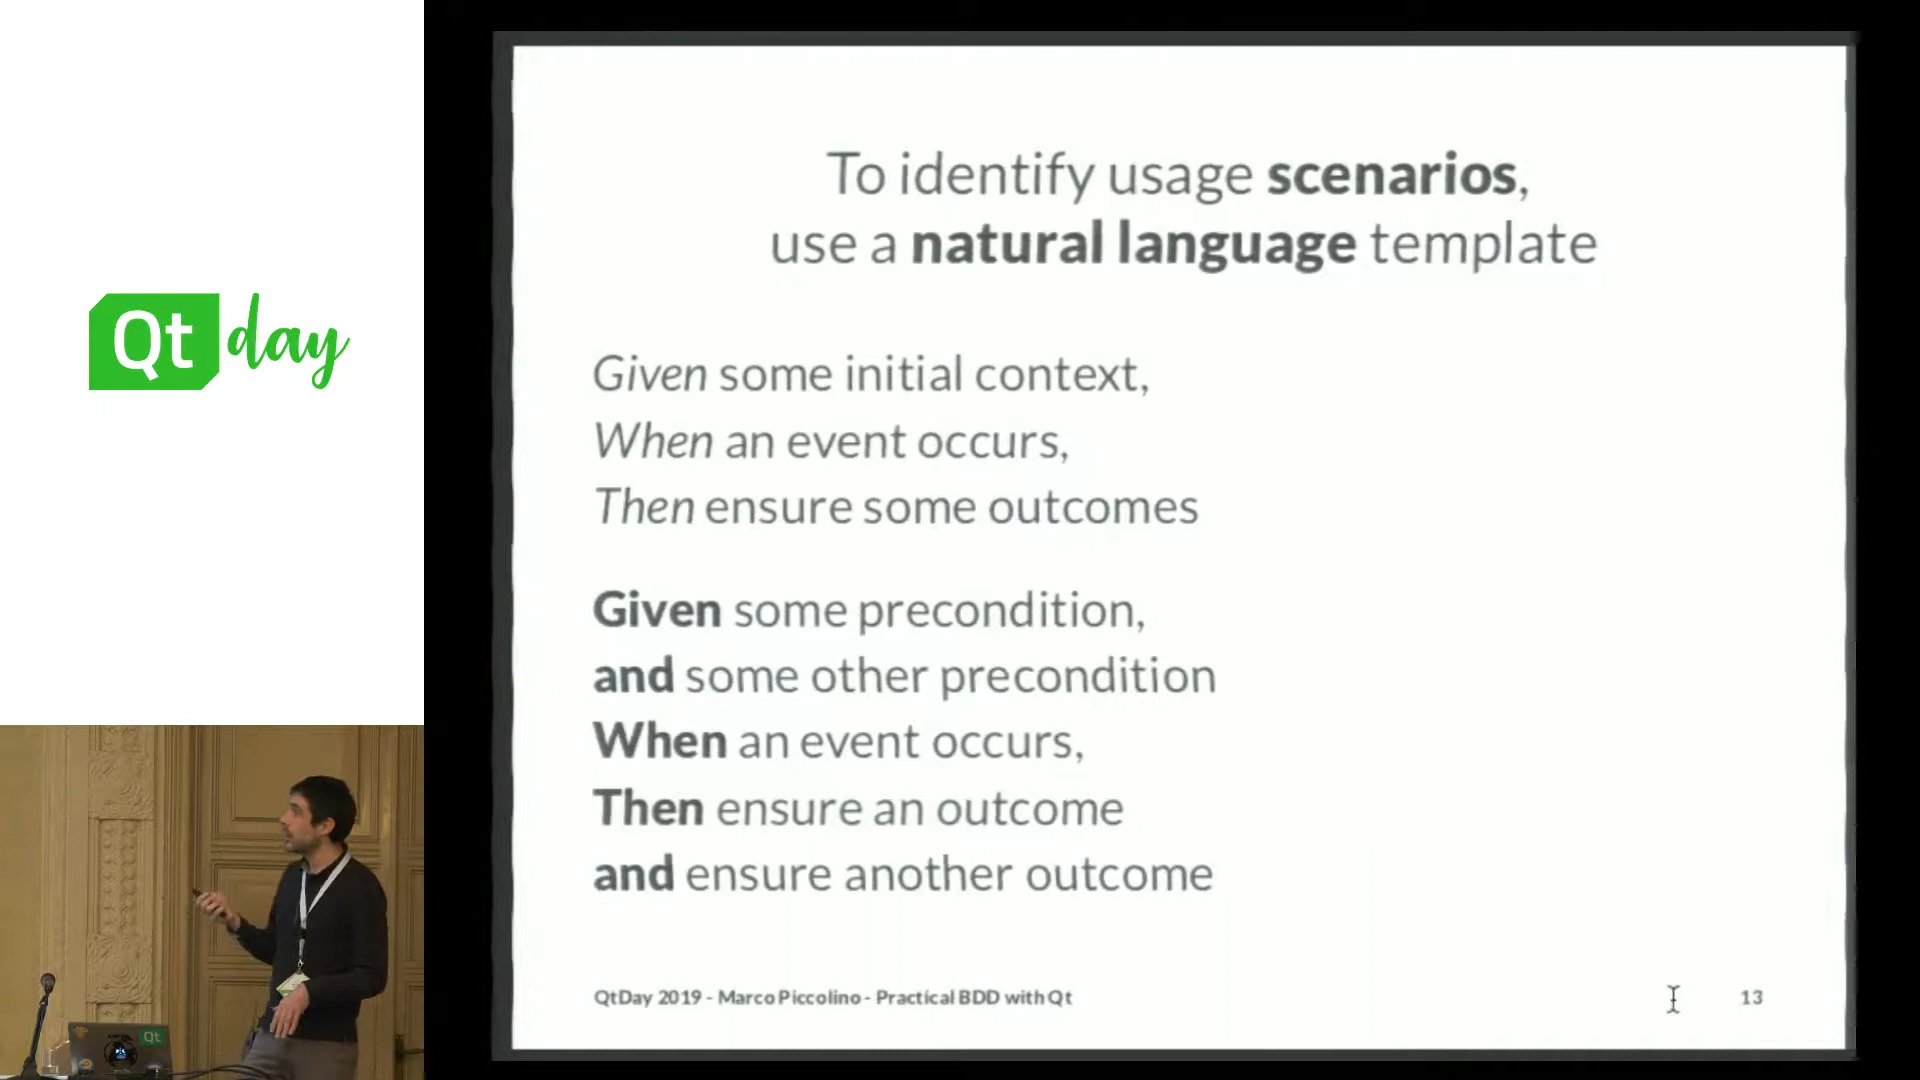 Qt day
To identify usage scenarios,
use a natural language template
Given some initial context,
When an event occurs,
Then ensure some outcomes
Given some precondition,
and some other precondition
When an event occurs,
Then ensure an outcome
and ensure another outcome
QtDay 2019 - Marco Piccolino - Practical BDD with Qt
13
Qt